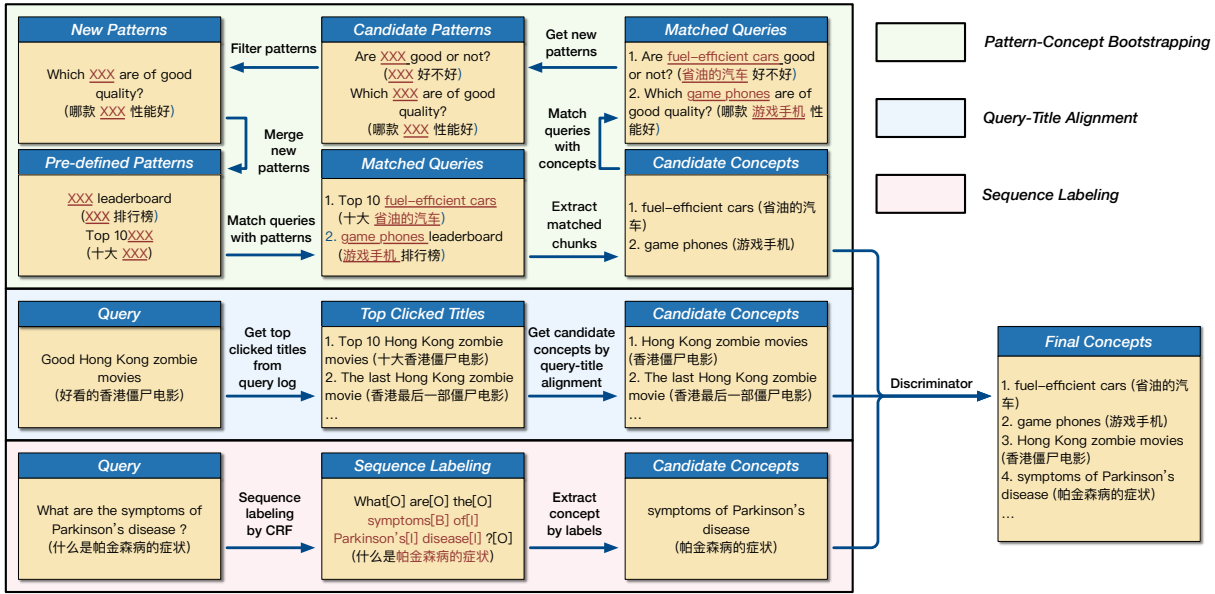 New Patterns
Which XXX are of good
quality?
(哪款 XXX 性能好)
Filter patterns
Candidate Patterns
Are XXX good or not?
(XXX 好不好)
Which XXX are of good
quality?
(哪款 XXX 性能好)
Get new
patterns
Matched Queries
1. Are fuel-efficient cars good
or not? (省油的汽车 好不好)
2. Which game phones are of
good quality? (哪款 游戏手机 性
能好)
Merge
new
patterns
Match
queries
with
concepts
Pre-defined Patterns
XXX leaderboard
(XXX 排行榜)
Top 10XXX
(十大 XXX)
Match queries
with patterns
Matched Queries
1. Top 10 fuel-efficient cars
(十大 省油的汽车)
2. game phones leaderboard
(游戏手机 排行榜)
Extract
matched
chunks
Candidate Concepts
1. fuel-efficient cars (省油的汽
车)
2. game phones (游戏手机)
Pattern-Concept Bootstrapping
Query-Title Alignment
Sequence Labeling
Query
Good Hong Kong zombie
movies
(好看的香港僵尸电影)
Get top
clicked titles
from
query log
Top Clicked Titles
1. Top 10 Hong Kong zombie
movies (十大香港僵尸电影)
2. The last Hong Kong zombie
movie (香港最后一部僵尸电影)
...
Get candidate
concepts by
query-title
alignment
Candidate Concepts
1. Hong Kong zombie movies
(香港僵尸电影)
2. The last Hong Kong zombie
movie (香港最后一部僵尸电影)
...
Discriminator
Final Concepts
1. fuel-efficient cars (省油的汽
车)
2. game phones (游戏手机)
3. Hong Kong zombie movies
(香港僵尸电影)
4. symptoms of Parkinson's
disease (帕金森病的症状)
...
Query
What are the symptoms of
Parkinson's disease ?
(什么是帕金森病的症状)
Sequence
labeling
by CRF
Sequence Labeling
What[O] are[O] the[O]
symptoms[B] of[I]
Parkinson's[I] disease[I] ?[O]
(什么是帕金森病的症状)
Extract
concept
by labels
Candidate Concepts
symptoms of Parkinson's
disease
(帕金森病的症状)